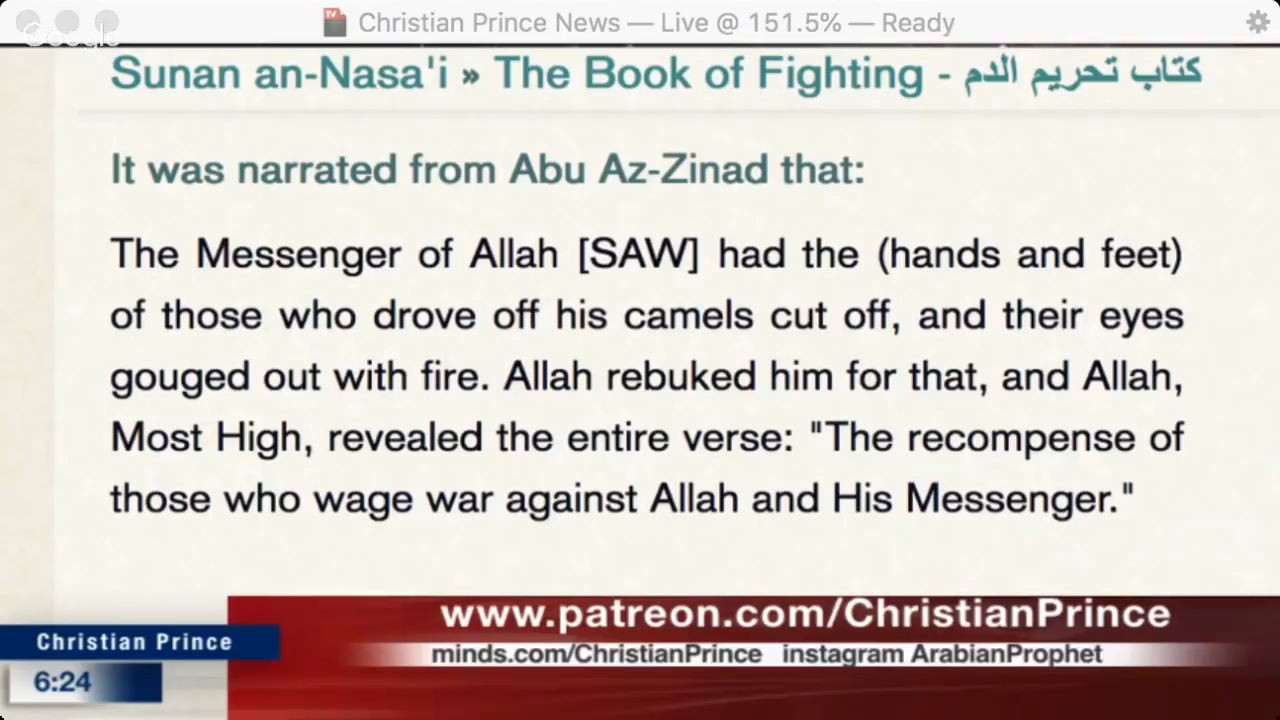 Christian Prince News — Live @ 151.5% — Ready
Google
Sunan an-Nasa'i » The Book of Fighting - كتاب تحريم الدم
It was narrated from Abu Az-Zinad that:
The Messenger of Allah [SAW] had the (hands and feet)
of those who drove off his camels cut off, and their eyes
gouged out with fire. Allah rebuked him for that, and Allah,
Most High, revealed the entire verse: "The recompense of
those who wage war against Allah and His Messenger."
www.patreon.com/ChristianPrince
Christian Prince
minds.com/ChristianPrince instagram ArabianProphet
6:24